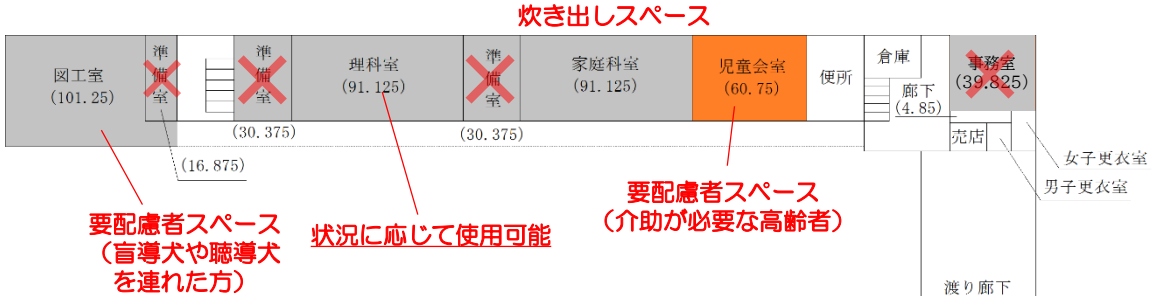 炊き出しスペース
図工室
(101.25)
準備室
準備室
理科室
(91.125)
準備室
家庭科室
(91.125)
児童会室
(60.75)
便所
倉庫
廊下
(4.85)
事務室
(39.825)
(30.375)
(30.375)
売店
(16.875)
女子更衣室
男子更衣室
要配慮者スペース
(盲導犬や聴導犬
を連れた方)
状況に応じて使用可能
要配慮者スペース
(介助が必要な高齢者)
渡り廊下